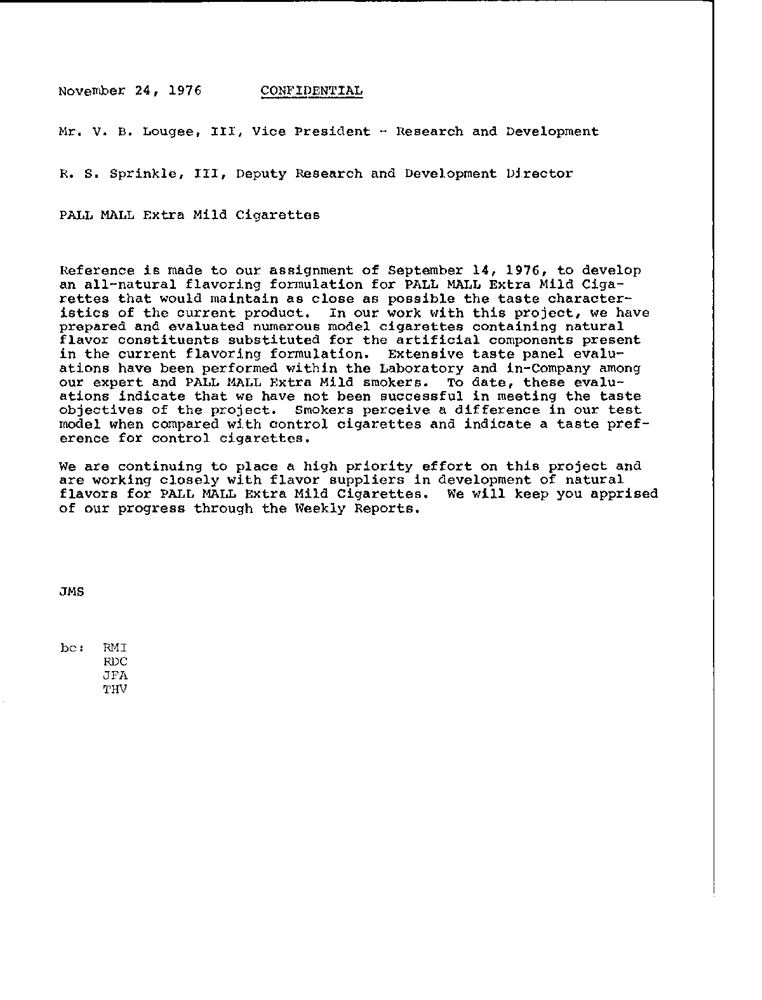 November 24, 1976 CONFIDENTIAL
Mr. V. B. Lougee, III, Vice President - Research and Development
R. S. Sprinkle, III, Deputy Research and Development Director
PALL MALL Extra Mild Cigarettes
Reference is made to our assignment of September 14, 1976, to develop
an all-natural flavoring formulation for PALL MALL Extra Mild Ciga-
rettes that would maintain as close as possible the taste character-
istics of the current product. In our work with this project, we have
prepared and evaluated numerous model cigarettes containing natural
flavor constituents substituted for the artificial components present
in the current flavoring formulation. Extensive taste panel evalu-
ations have been performed within the Laboratory and in-Company among
our expert and PALL MALL Extra Mild smokers. To date, these evalu-
ations indicate that we have not been successful in meeting the taste
objectives of the project. Smokers perceive a difference in our test
model when compared with control cigarettes and indicate a taste pref-
erence for control cigarettes.
We are continuing to place a high priority effort on this project and
are working closely with flavor suppliers in development of natural
flavors for PALL MALL Extra Mild Cigarettes. We will keep you apprised
of our progress through the Weekly Reports.
JMS
bc: RMI
RDC
JFA
THV